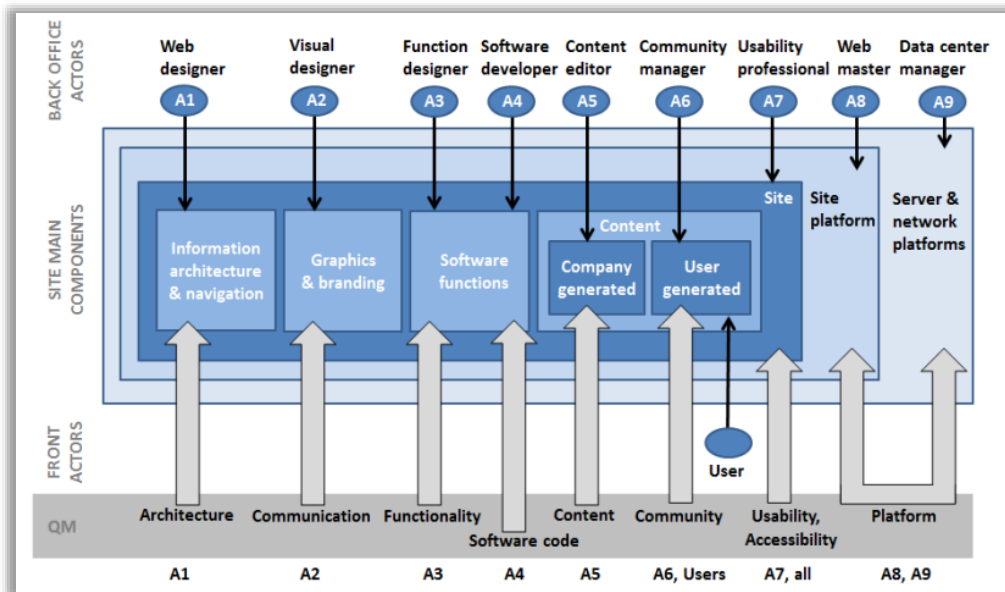 BACK OFFICE
ACTORS
Web
designer
Visual
designer
Function
designer
Software
developer
Content
editor
Community
manager
Usability
professional
Web
master
Data center
manager
A1
A2
A3
A4
A5
A6
A7
A8
A9
SITE MAIN
COMPONENTS
Information
architecture
& navigation
Graphics
& branding
Software
functions
Content
Company
generated
User
generated
Site
Site
platform
Server &
network
platforms
FRONT
ACTORS
User
QM
Architecture
Communication
Functionality
Software code
Content
Community
Usability,
Accessibility
Platform
A1
A2
A3
A4
A5
A6, Users
A7, all
A8, A9